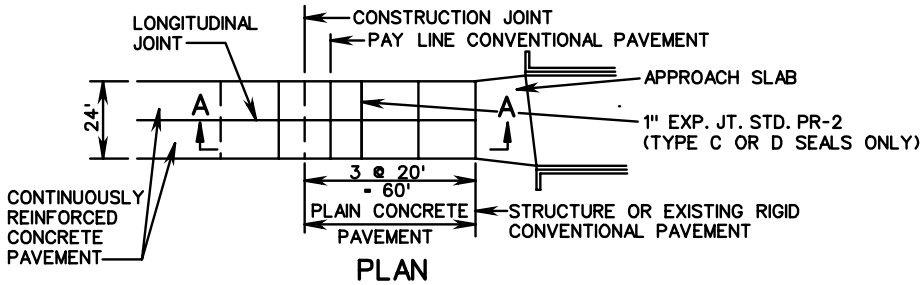 CONSTRUCTION JOINT
LONGITUDINAL
JOINT
PAY LINE CONVENTIONAL PAVEMENT
APPROACH SLAB
A
A
24'
1" EXP. JT. STD. PR-2
(TYPE C OR D SEALS ONLY)
3 @ 20'
- 60'
CONTINUOUSLY
REINFORCED
CONCRETE
PAVEMENT
PLAIN CONCRETE
PAVEMENT
STRUCTURE OR EXISTING RIGID
CONVENTIONAL PAVEMENT
PLAN